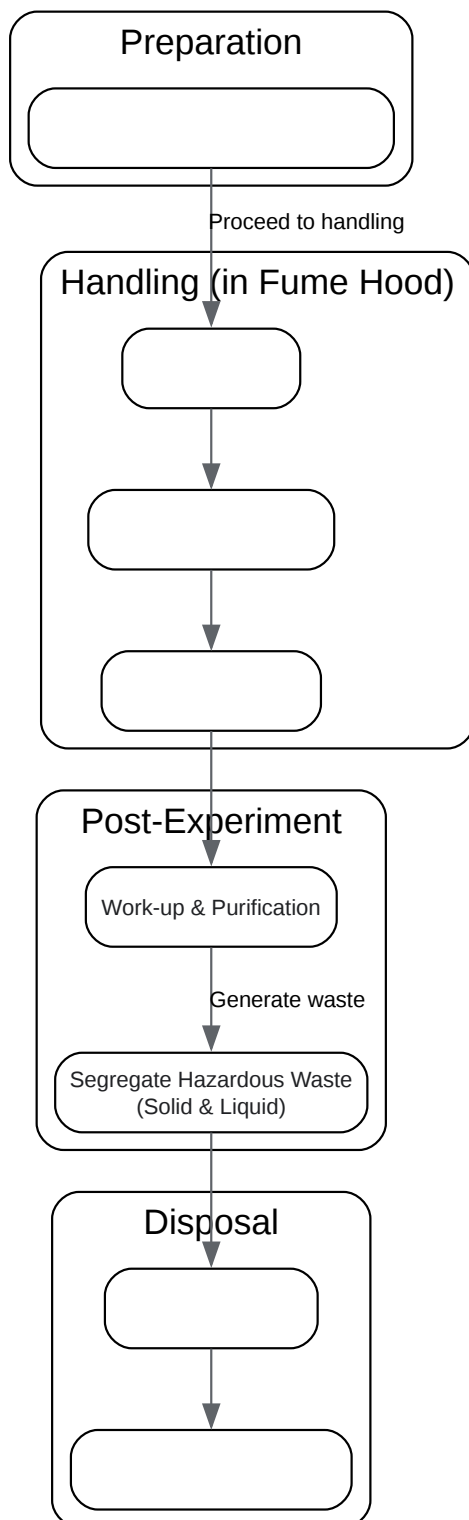 Preparation
Proceed to handling
Handling (in Fume Hood)
Post-Experiment
Work-up & Purification
Generate waste
Segregate Hazardous Waste
(Solid & Liquid)
Disposal